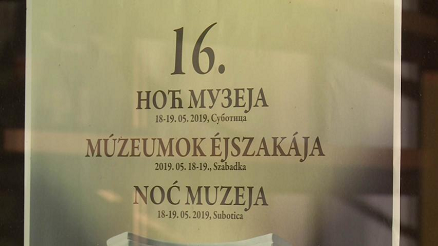 16.
НОЋ МУЗЕЈА
18-19. 05. 2019, Суботица
MÚZEUMOK ÉJSZAKÁJA
2019. 05. 18-19., Szabadka
NOĆ MUZEJA
18-19. 05. 2019, Subotica